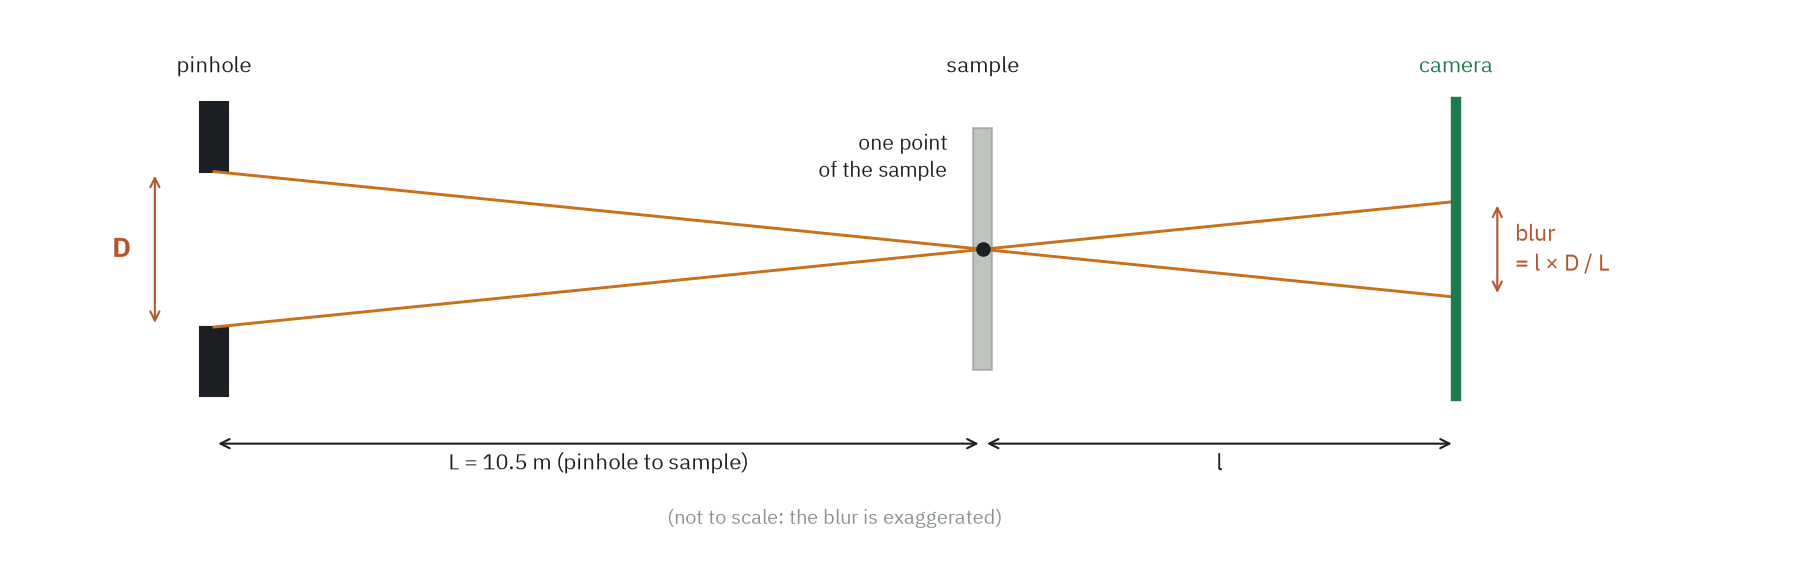 pinhole
sample
camera
one point
of the sample
D
blur
= l × D / L
L = 10.5 m (pinhole to sample)
l
(not to scale: the blur is exaggerated)